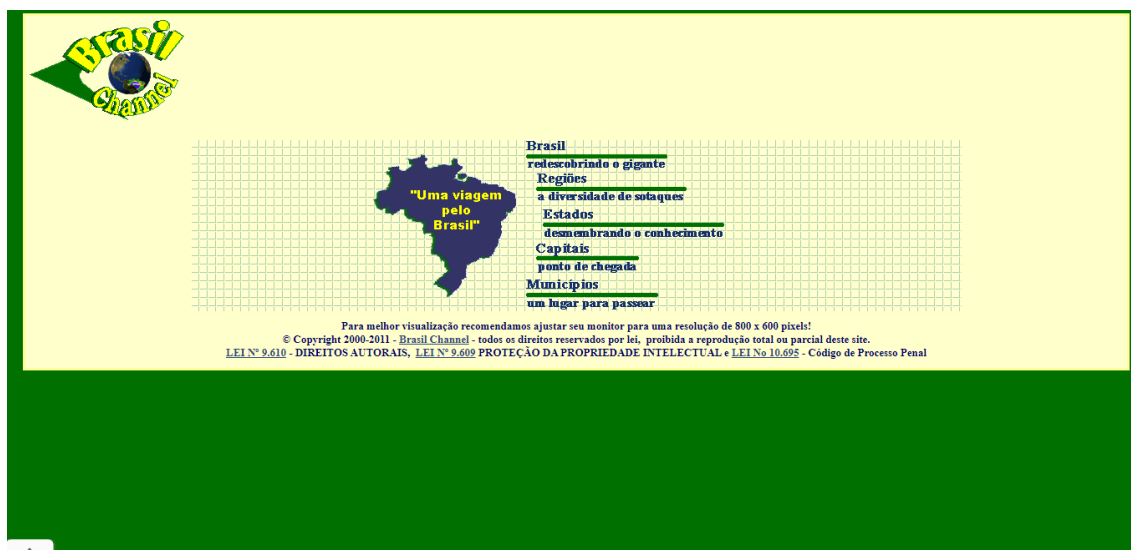 Brasil
Channel
"Uma viagem
pelo
Brasil"
Brasil
redescobrindo o gigante
Regiões
a diversidade de sotaques
Estados
desmembrando o conhecimento
Capitais
ponto de chegada
Municípios
um lugar para passear
Para melhor visualização recomendamos ajustar seu monitor para uma resolução de 800 x 600 pixels!
© Copyright 2000-2011 - Brasil Channel - todos os direitos reservados por lei, proibida a reprodução total ou parcial deste site.
LEI Nº 9.610 - DIREITOS AUTORAIS, LEI Nº 9.609 PROTEÇÃO DA PROPRIEDADE INTELECTUAL e LEI No 10.695 - Código de Processo Penal